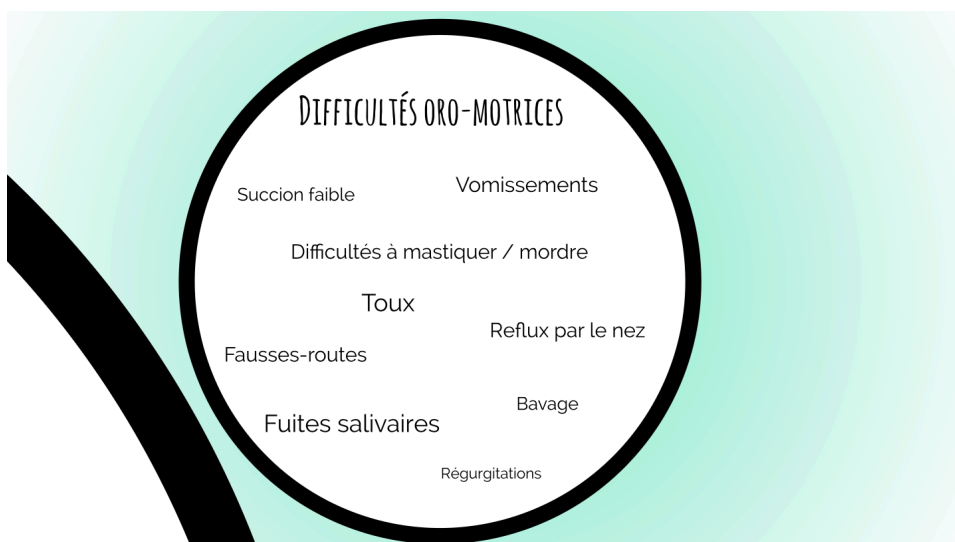 Difficultés oro-motrices
Vomissements
Succion faible
Difficultés à mastiquer / mordre
Toux
Reflux par le nez
Fausses-routes
Bavage
Fuites salivaires
Régurgitations